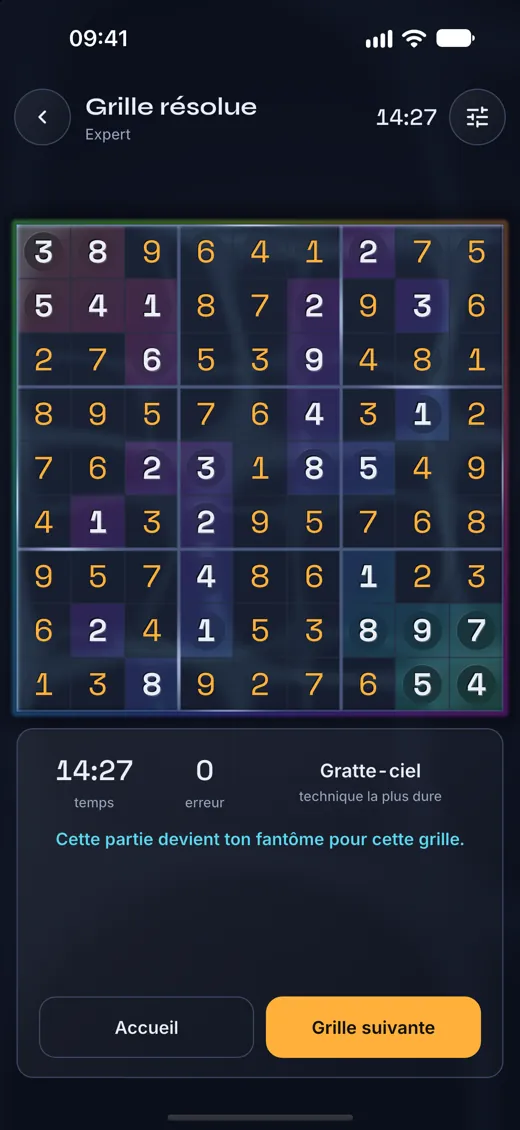 09:41
Grille résolue
14:27
Expert
3 8 9 6 4 1 2 7 5
5 4 1 8 7 2 9 3 6
2 7 6 5 3 9 4 8 1
8 9 5 7 6 4 3 1 2
7 6 2 3 1 8 5 4 9
4 1 3 2 9 5 7 6 8
9 5 7 4 8 6 1 2 3
6 2 4 1 5 3 8 9 7
1 3 8 9 2 7 6 5 4
14:27 0 Gratte-ciel
temps erreur technique la plus dure
Cette partie devient ton fantôme pour cette grille.
Accueil Grille suivante